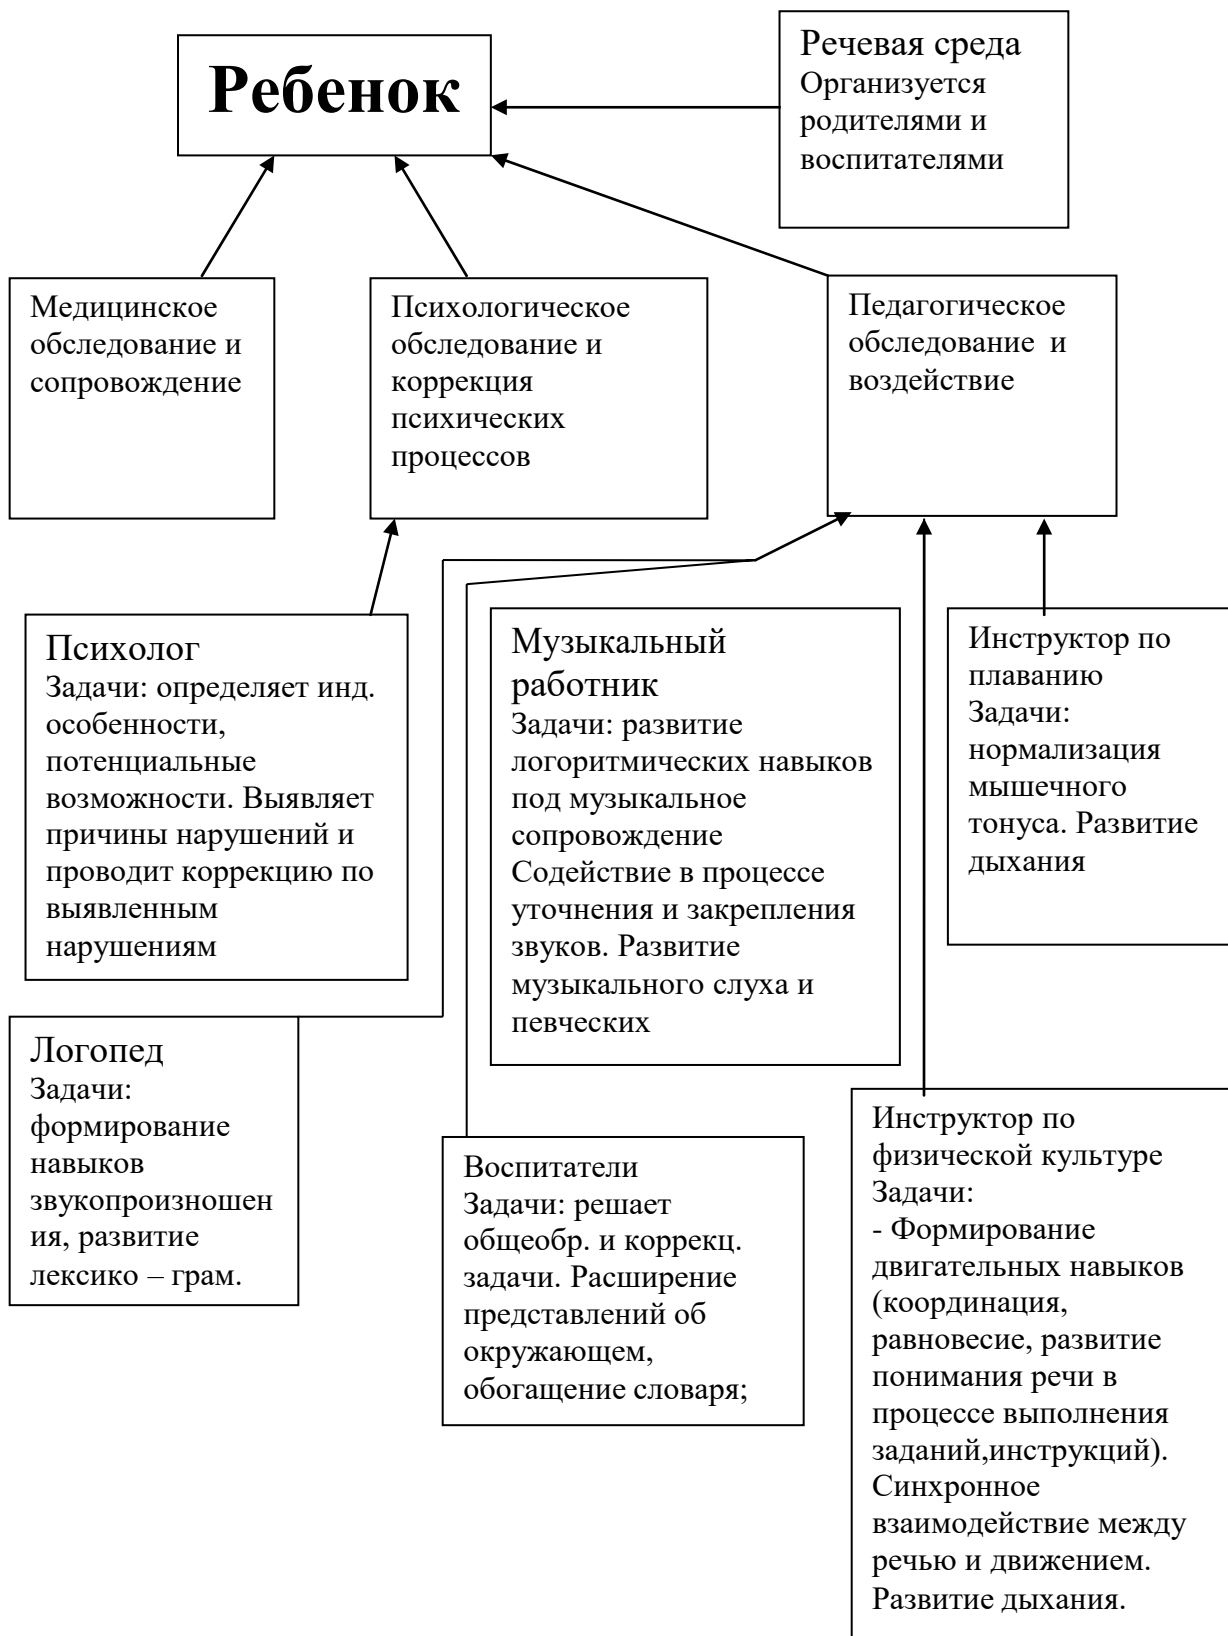 Ребенок
Речевая среда
Организуется
родителями и
воспитателями
Медицинское
обследование и
сопровождение
Психологическое
обследование и
коррекция
психических
процессов
Педагогическое
обследование  и
воздействие
Психолог
Задачи: определяет инд.
особенности,
потенциальные
возможности. Выявляет
причины нарушений и
проводит коррекцию по
выявленным
нарушениям
Музыкальный
работник
Задачи: развитие
логоритмических навыков
под музыкальное
сопровождение
Содействие в процессе
уточнения и закрепления
звуков. Развитие
музыкального слуха и
певческих
Инструктор по
плаванию
Задачи:
нормализация
мышечного
тонуса. Развитие
дыхания
Логопед
Задачи:
формирование
навыков
звукопроизношен
ия, развитие
лексико – грам.
Воспитатели
Задачи: решает
общеобр. и коррекц.
задачи. Расширение
представлений об
окружающем,
обогащение словаря;
Инструктор по
физической культуре
Задачи:
- Формирование
двигательных навыков
(координация,
равновесие, развитие
понимания речи в
процессе выполнения
заданий,инструкций).
Синхронное
взаимодействие между
речью и движением.
Развитие дыхания.